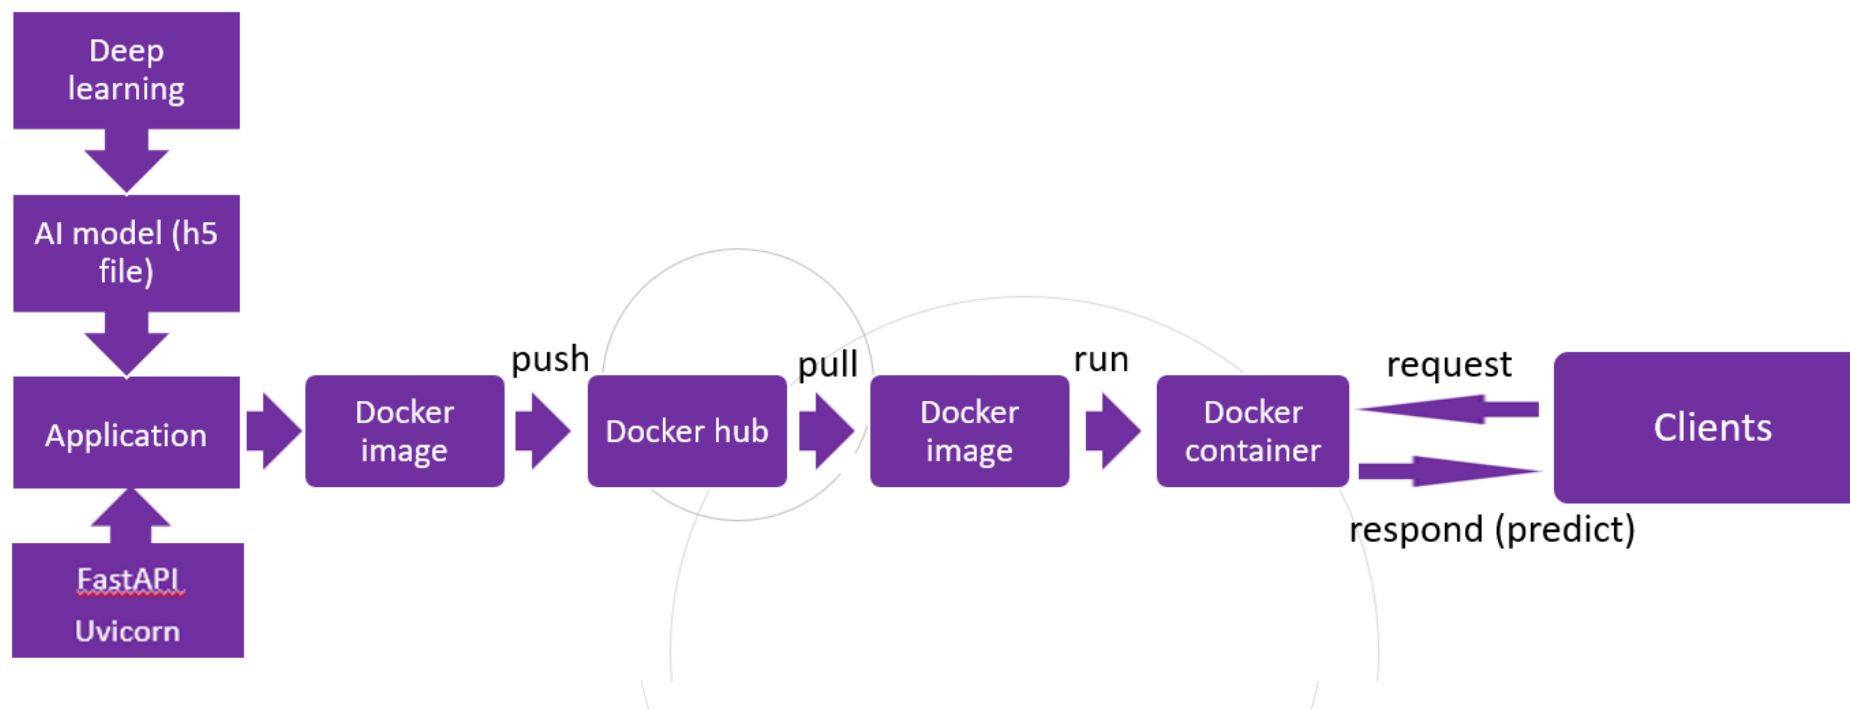 Deep
learning
AI model (h5
file)
Application
FastAPI
Uvicorn
Docker
image
push
Docker hub
pull
Docker
image
run
Docker
container
request
respond (predict)
Clients